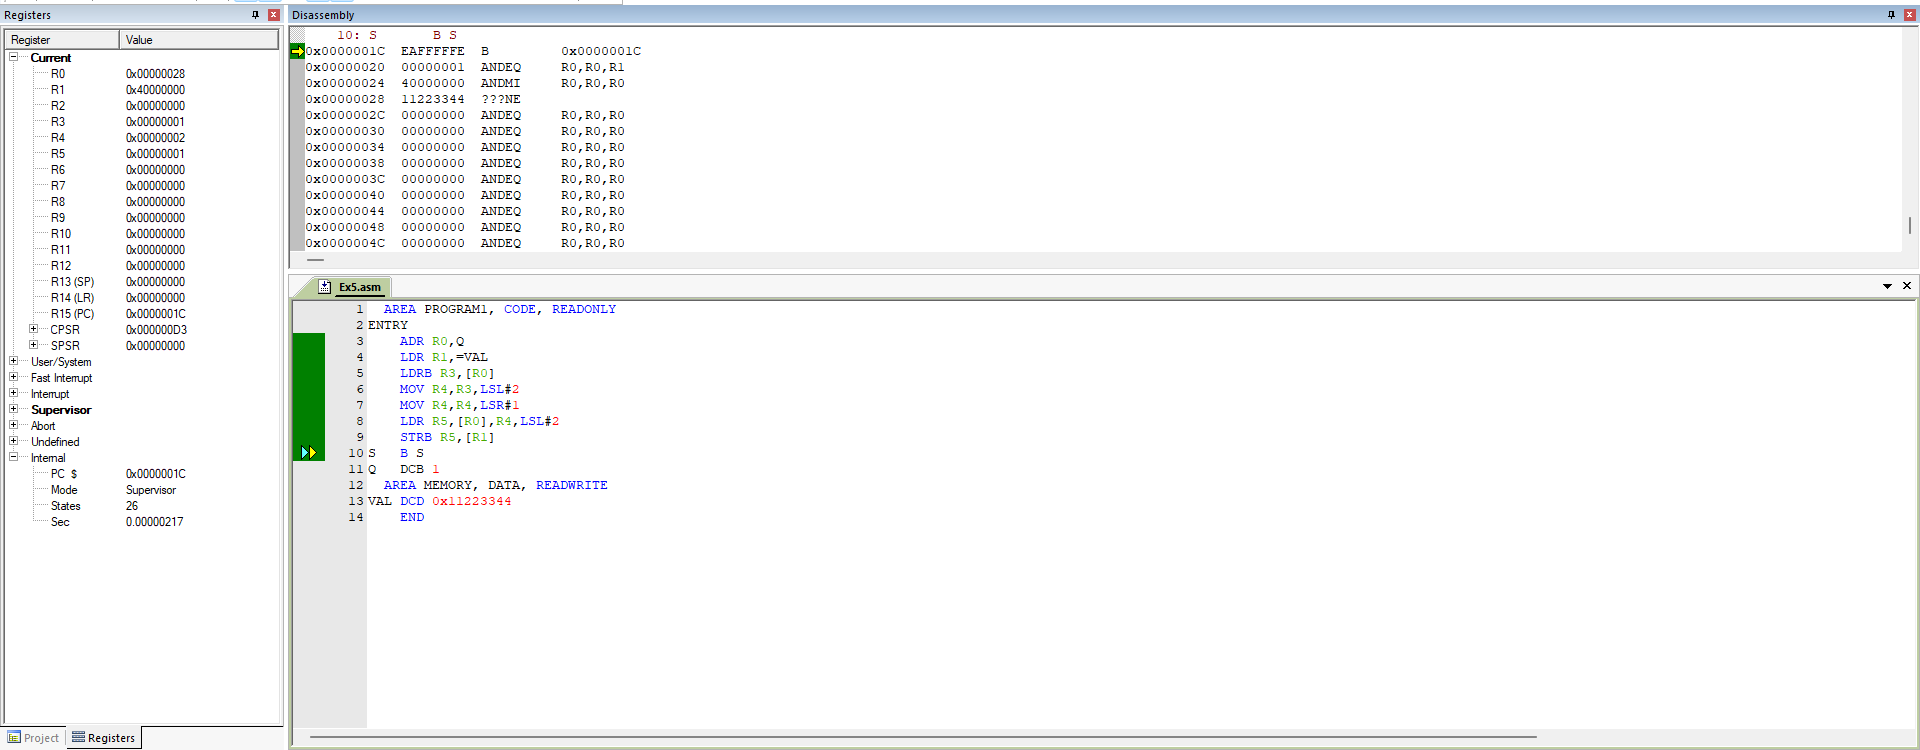 Registers
Register Value
Current
R0 0x00000028
R1 0x40000000
R2 0x00000000
R3 0x00000001
R4 0x00000002
R5 0x00000001
R6 0x00000000
R7 0x00000000
R8 0x00000000
R9 0x00000000
R10 0x00000000
R11 0x00000000
R12 0x00000000
R13 (SP) 0x00000000
R14 (LR) 0x00000000
R15 (PC) 0x0000001C
CPSR 0x000000D3
SPSR 0x00000000
User/System
Fast Interrupt
Interrupt
Supervisor
Abort
Undefined
Internal
PC $ 0x0000001C
Mode Supervisor
States 26
Sec 0.00000217
Project Registers
Disassembly
10: S B S
0x0000001C EAFFFFFE B 0x0000001C
0x00000020 00000001 ANDEQ R0,R0,R1
0x00000024 40000000 ANDMI R0,R0,R0
0x00000028 11223344 ???NE
0x0000002C 00000000 ANDEQ R0,R0,R0
0x00000030 00000000 ANDEQ R0,R0,R0
0x00000034 00000000 ANDEQ R0,R0,R0
0x00000038 00000000 ANDEQ R0,R0,R0
0x0000003C 00000000 ANDEQ R0,R0,R0
0x00000040 00000000 ANDEQ R0,R0,R0
0x00000044 00000000 ANDEQ R0,R0,R0
0x00000048 00000000 ANDEQ R0,R0,R0
0x0000004C 00000000 ANDEQ R0,R0,R0
Ex5.asm
1 AREA PROGRAM1, CODE, READONLY
2 ENTRY
3 ADR R0,Q
4 LDR R1,=VAL
5 LDRB R3,[R0]
6 MOV R4,R3,LSL#2
7 MOV R4,R4,LSR#1
8 LDR R5,[R0],R4,LSL#2
9 STRB R5,[R1]
10 S B S
11 Q DCB 1
12 AREA MEMORY, DATA, READWRITE
13 VAL DCD 0x11223344
14 END